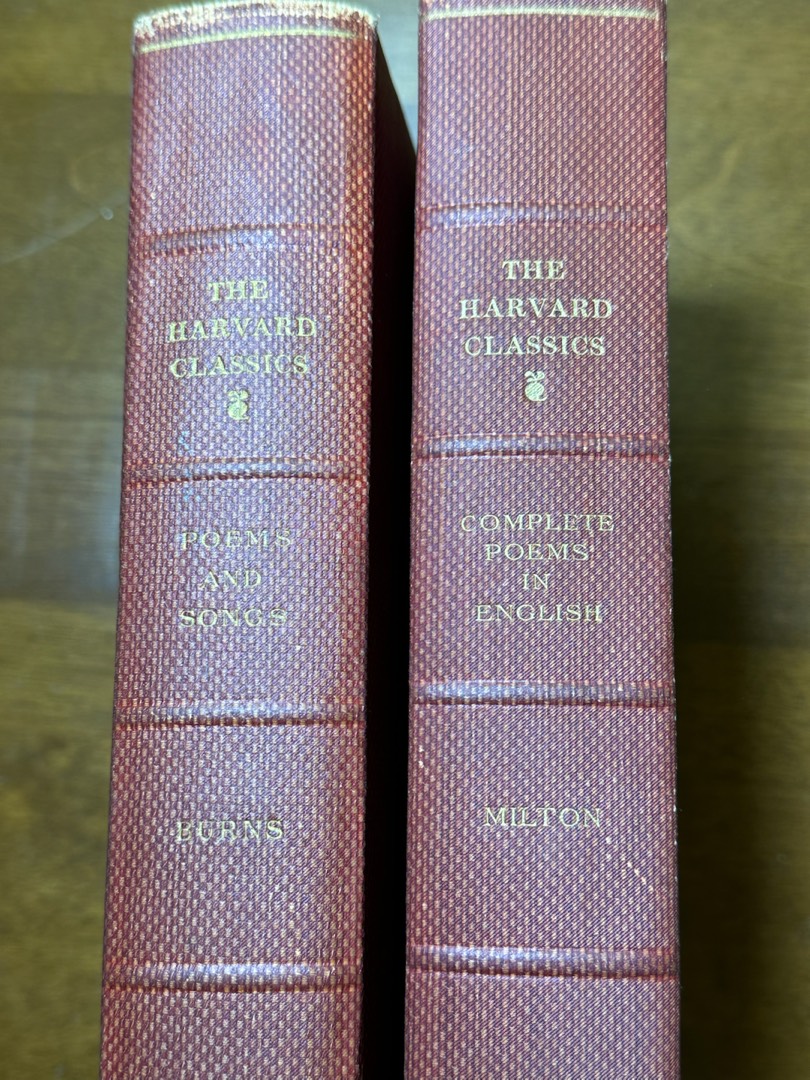 THE
HARVARD
CLASSICS
POEMS
AND
SONGS
BURNS
THE
HARVARD
CLASSICS
COMPLETE
POEMS
IN
ENGLISH
MILTON